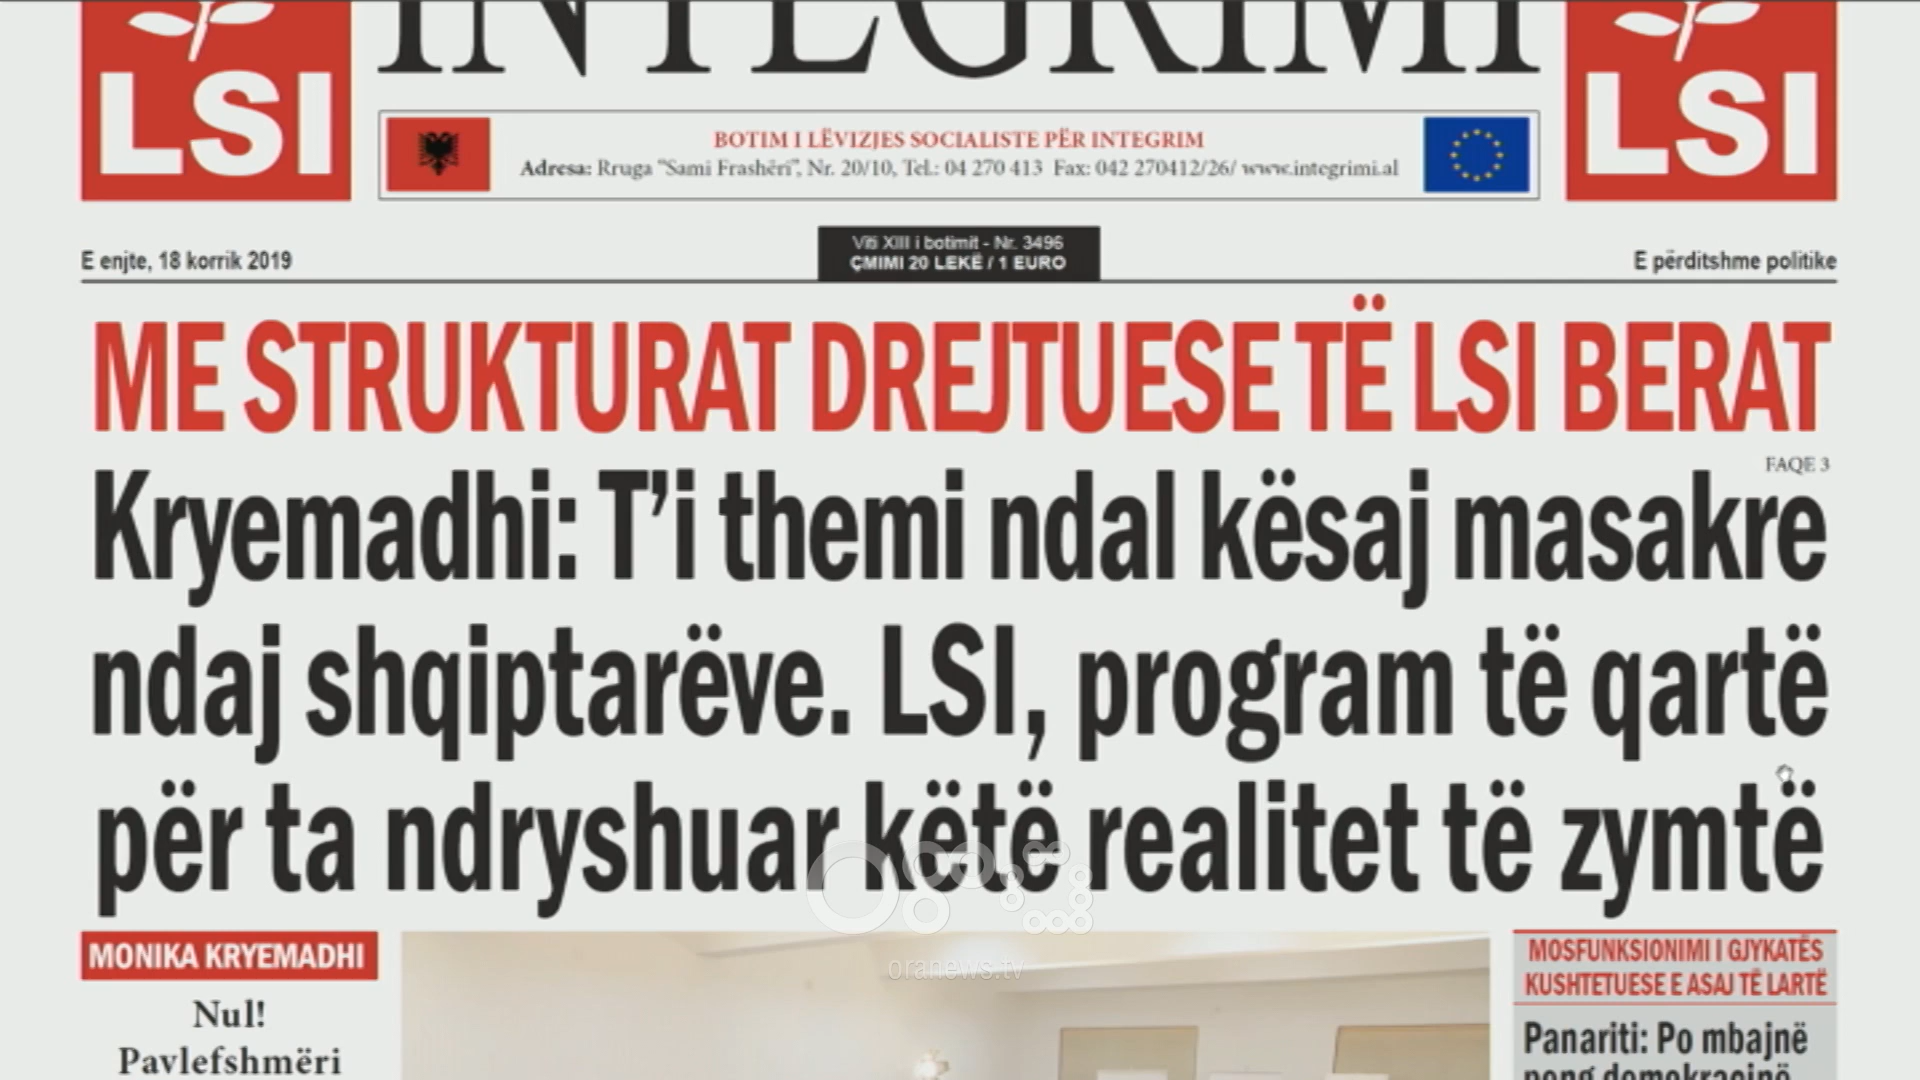 LSI
INTEGRIMI
LSI
BOTIM I LËVIZJES SOCIALISTE PËR INTEGRIM
Adresa: Rruga "Sami Frashëri", Nr. 20/10, Tel.: 04 270 413 Fax: 042 270412/26/ www.integrimi.al
E enjte, 18 korrik 2019
Viti XIII i botimit - Nr. 3496
ÇMIMI 20 LEKË / 1 EURO
E përditshme politike
ME STRUKTURAT DREJTUESE TË LSI BERAT
FAQE 3
Kryemadhi: T'i themi ndal kësaj masakre
ndaj shqiptarëve. LSI, program të qartë
për ta ndryshuar këtë realitet të zymtë
oranews.tv
MONIKA KRYEMADHI
Nul!
Pavlefshmëri
MOSFUNKSIONIMI I GJYKATËS
KUSHTETUESE E ASAJ TË LARTË
Panariti: Po mbajnë
peng demokracinë